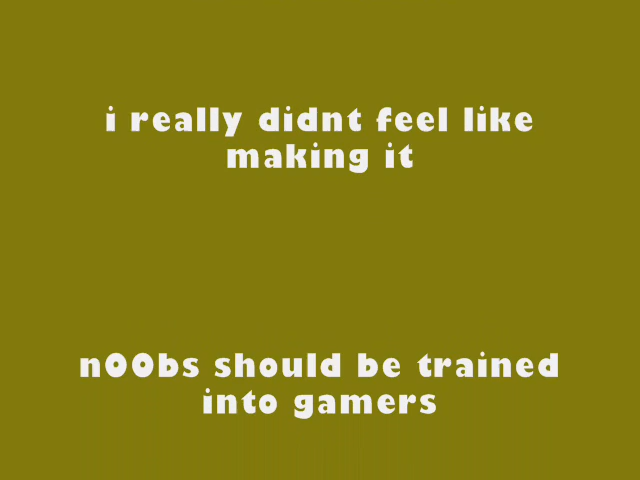 i really didnt feel like
making it
n00bs should be trained
into gamers